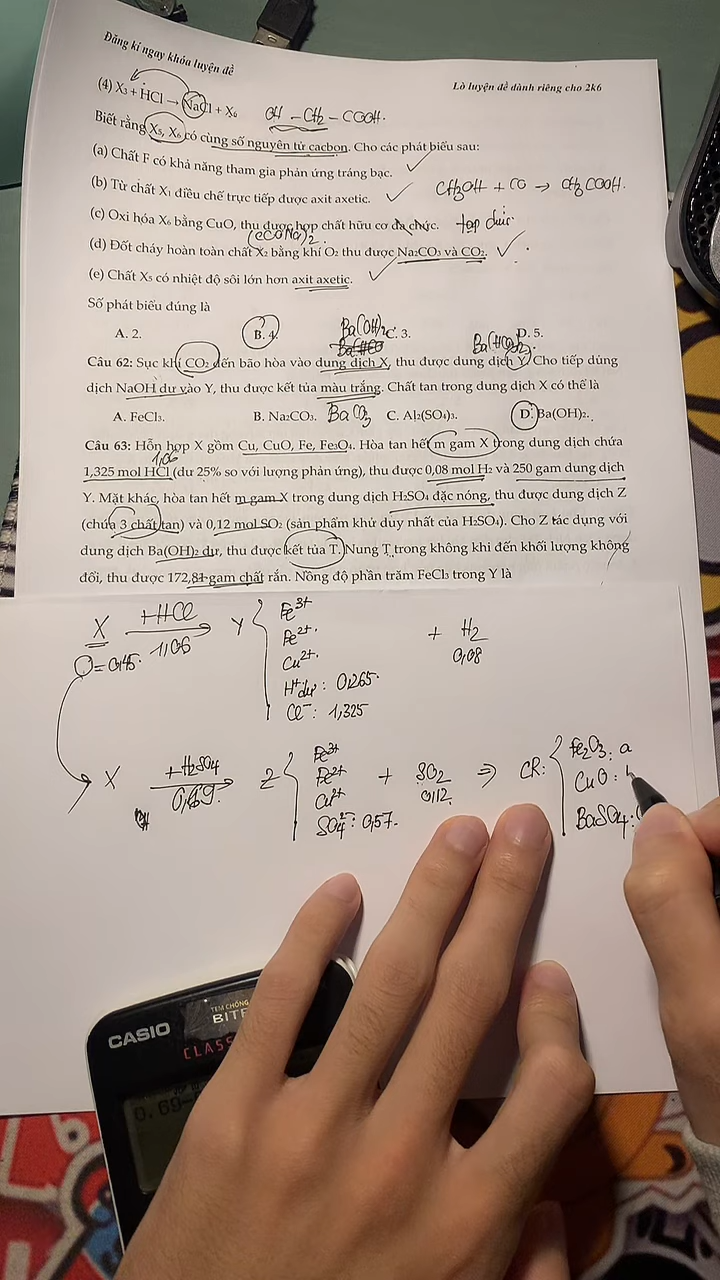 Đăng kí ngay khóa luyện đề
Lò luyện đề dành riêng cho 2k6
(4) X₃ + HCl → NaCl + X₆
OH – CH₂ – COOH.
Biết rằng X₅, X₆ có cùng số nguyên tử cacbon. Cho các phát biểu sau:
(a) Chất F có khả năng tham gia phản ứng tráng bạc.
(b) Từ chất X₁ điều chế trực tiếp được axit axetic.
CH₃OH + CO → CH₃COOH.
(c) Oxi hóa X₆ bằng CuO, thu được hợp chất hữu cơ đa chức.
tạp chức
(COONa)₂.
(d) Đốt cháy hoàn toàn chất X₂ bằng khí O₂ thu được Na₂CO₃ và CO₂.
(e) Chất X₅ có nhiệt độ sôi lớn hơn axit axetic.
Số phát biểu đúng là
A. 2. B. 4. C. 3. D. 5.
Ba(OH)₂
Câu 62: Sục khí CO₂ đến bão hòa vào dung dịch X, thu được dung dịch Y. Cho tiếp dủng
dịch NaOH dư vào Y, thu được kết tủa màu trắng. Chất tan trong dung dịch X có thể là
A. FeCl₃. B. Na₂CO₃. C. Al₂(SO₄)₃. D. Ba(OH)₂.
BaCO₃
Câu 63: Hỗn hợp X gồm Cu, CuO, Fe, Fe₃O₄. Hòa tan hết m gam X trong dung dịch chứa
1,06
1,325 mol HCl (dư 25% so với lượng phản ứng), thu được 0,08 mol H₂ và 250 gam dung dịch
Y. Mặt khác, hòa tan hết m gam X trong dung dịch H₂SO₄ đặc nóng, thu được dung dịch Z
(chứa 3 chất tan) và 0,12 mol SO₂ (sản phẩm khử duy nhất của H₂SO₄). Cho Z tác dụng với
dung dịch Ba(OH)₂ dư, thu được kết tủa T. Nung T trong không khí đến khối lượng không
đổi, thu được 172,81 gam chất rắn. Nồng độ phần trăm FeCl₃ trong Y là
X +HCl 1,06 Y
Fe³⁺
Fe²⁺.
Cu²⁺.
H⁺dư: 0,265.
Cl⁻: 1,325
+ H₂
0,08
O = 0,45.
X +H₂SO₄ 0,69. Z
Fe³⁺
Fe²⁺
Cu²⁺
SO₄²⁻: 0,57.
+ SO₂
0,12.
⇒ CR:
Fe₂O₃: a
CuO:
BaSO₄:
CASIO
TEM CHỐNG
BITE
CLASS